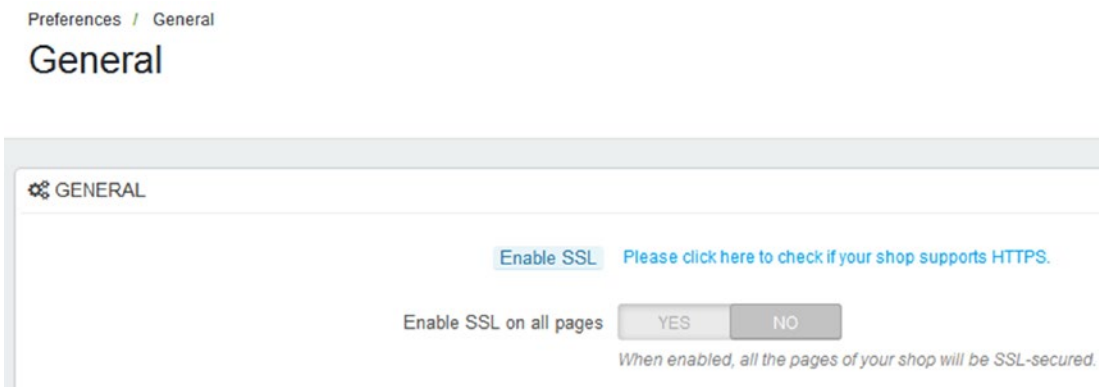 Preferences / General
General
GENERAL
Enable SSL Please click here to check if your shop supports HTTPS.
Enable SSL on all pages YES NO
When enabled, all the pages of your shop will be SSL-secured.